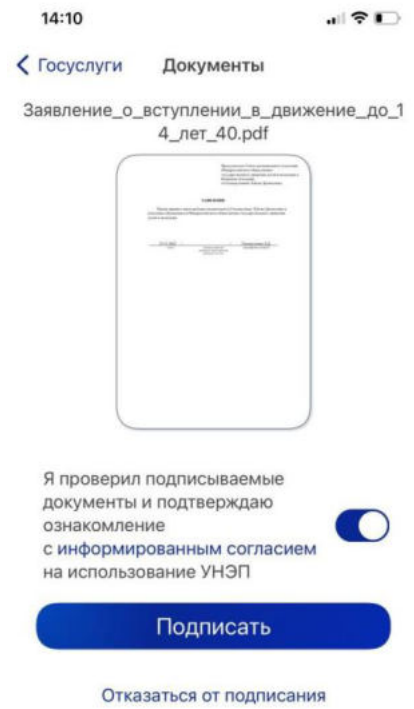 14:10
Госуслуги Документы
Заявление_о_вступлении_в_движение_до_1
4_лет_40.pdf
ЗАЯВЛЕНИЕ
Я проверил подписываемые
документы и подтверждаю
ознакомление
с информированным согласием
на использование УНЭП
Подписать
Отказаться от подписания